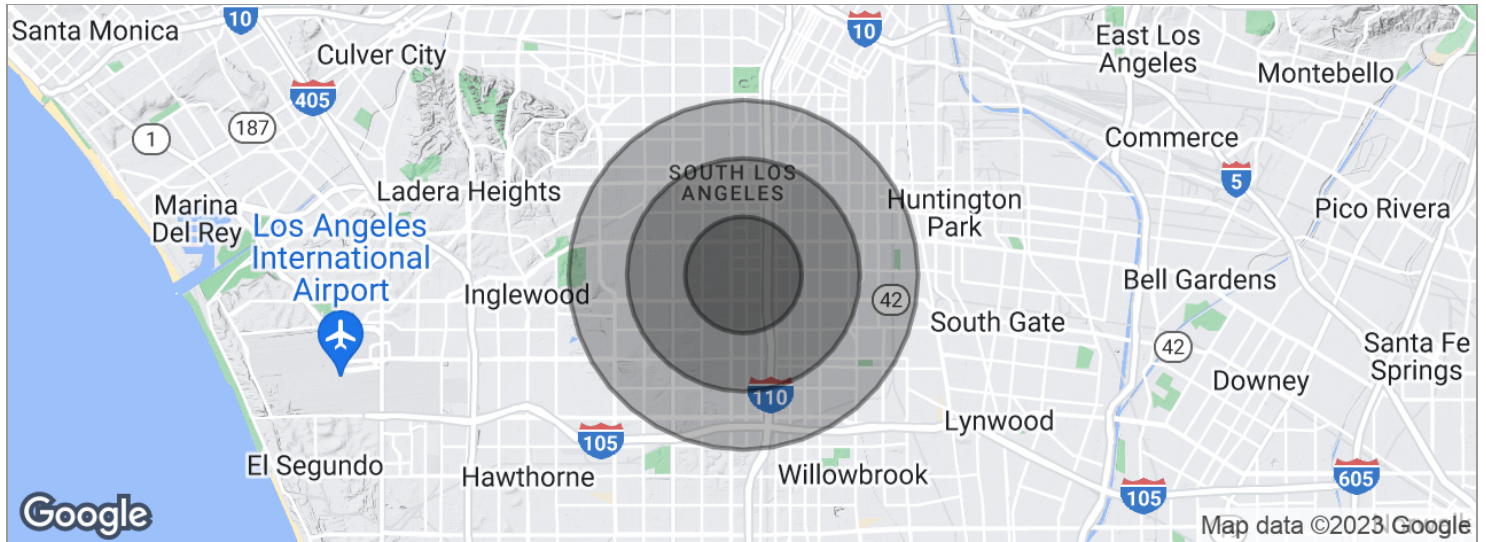 Santa Monica
10
Culver City
10
East Los
Angeles
Montebello
405
1
187
Commerce
SOUTH LOS
ANGELES
5
Ladera Heights
Huntington
Park
Marina
Del Rey
Pico Rivera
Los Angeles
International
Airport
Inglewood
Bell Gardens
42
South Gate
42
Santa Fe
Springs
Downey
110
Lynwood
105
El Segundo
Hawthorne
Willowbrook
605
105
Google
Map data ©2023 Google